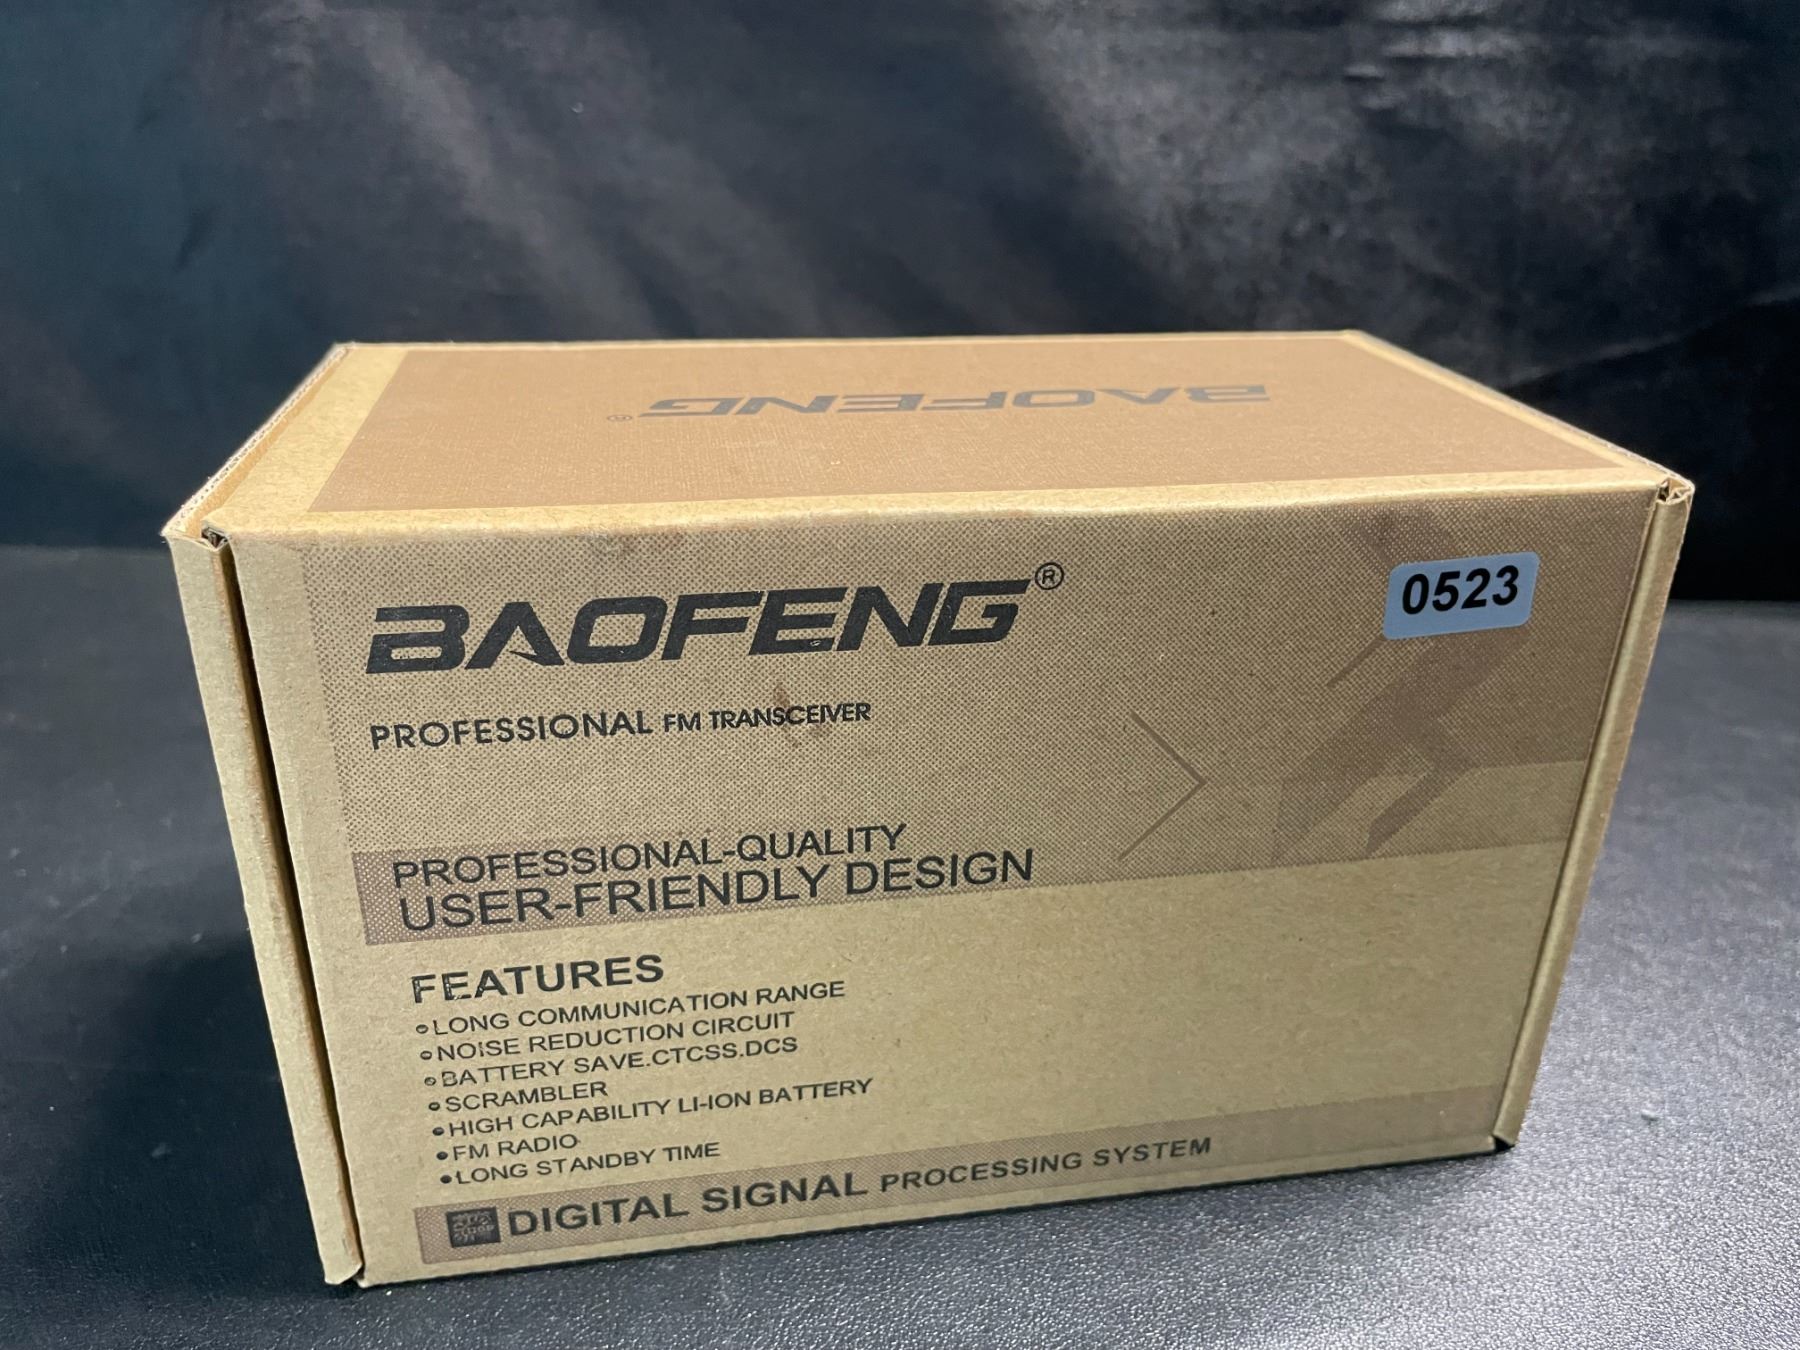 BAOFENG®
BAOFENG®
0523
PROFESSIONAL FM TRANSCEIVER
PROFESSIONAL-QUALITY
USER-FRIENDLY DESIGN
FEATURES
•LONG COMMUNICATION RANGE
•NOISE REDUCTION CIRCUIT
•BATTERY SAVE.CTCSS.DCS
•SCRAMBLER
•HIGH CAPABILITY LI-ION BATTERY
•FM RADIO
•LONG STANDBY TIME
DIGITAL SIGNAL PROCESSING SYSTEM